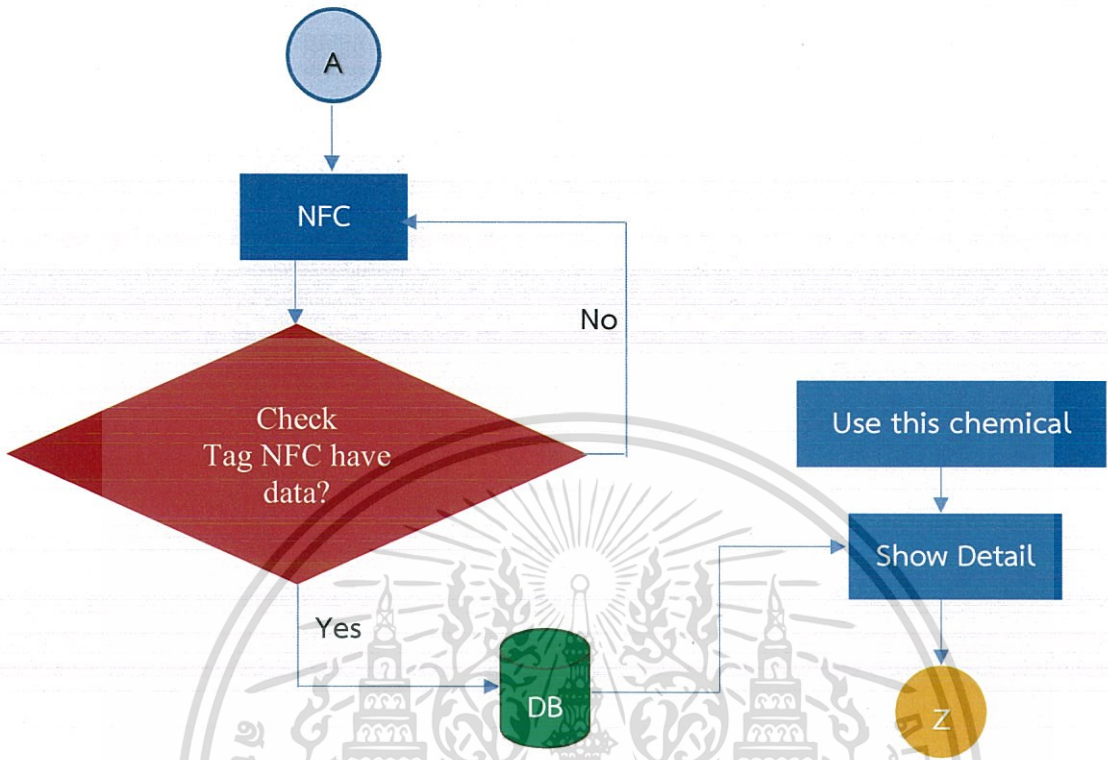 A
NFC
No
Check
Tag NFC have
data?
Use this chemical
Show Detail
Yes
DB
Z